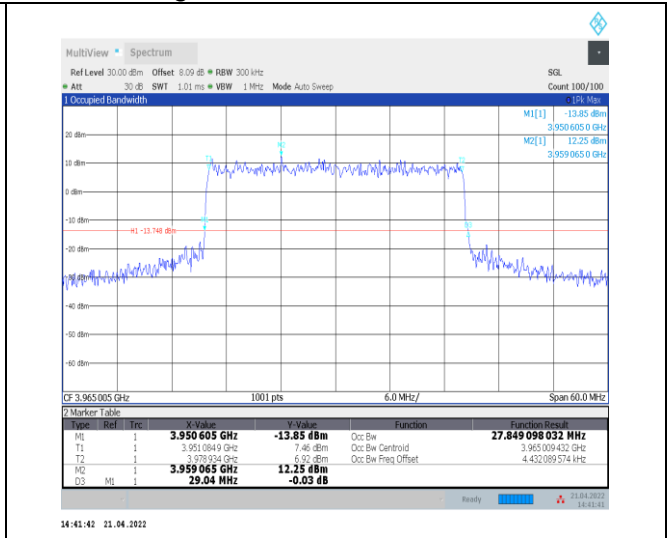 MultiView Spectrum
Ref Level 30.00 dBm Offset 8.09 dB RBW 300 kHz SGL
Att 30 dB SWT 1.01 ms VBW 1 MHz Mode Auto Sweep Count 100/100
1 Occupied Bandwidth 1Pk Max
M1[1] -13.85 dBm
3.950 605 0 GHz
M2[1] 12.25 dBm
3.959 065 0 GHz
20 dBm
M2
10 dBm
T1 T2
0 dBm
-10 dBm
H1 -13.748 dBm
-20 dBm
-30 dBm
-40 dBm
-50 dBm
-60 dBm
CF 3.965 005 GHz 1001 pts 6.0 MHz/ Span 60.0 MHz
2 Marker Table
Type Ref Trc X-Value Y-Value Function Function Result
M1 1 3.950 605 GHz -13.85 dBm Occ Bw 27.849 098 032 MHz
T1 1 3.951 084 9 GHz 7.46 dBm Occ Bw Centroid 3.965 009 432 GHz
T2 1 3.978 934 GHz 6.92 dBm Occ Bw Freq Offset 4.432 089 574 kHz
M2 1 3.959 065 GHz 12.25 dBm
D3 M1 1 29.04 MHz -0.03 dB
Ready 21.04.2022
14:41:41
14:41:42 21.04.2022